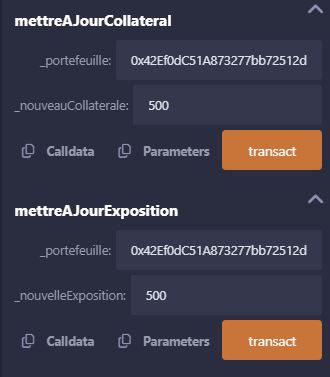 mettreAJourCollateral
_portefeuille: 0x42Ef0dC51A873277bb72512d
_nouveauCollaterale: 500
Calldata Parameters transact
mettreAJourExposition
_portefeuille: 0x42Ef0dC51A873277bb72512d
_nouvelleExposition: 500
Calldata Parameters transact